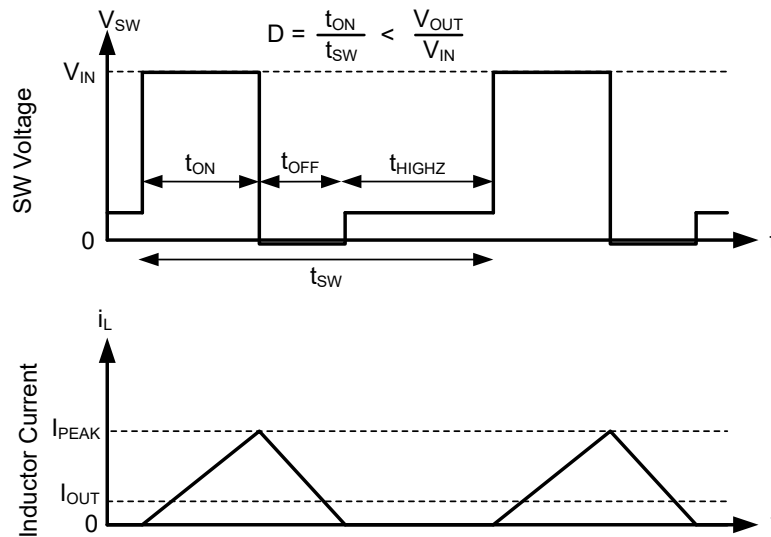 V_SW
D = t_ON / t_SW < V_OUT / V_IN
V_IN
SW Voltage
t_ON
t_OFF
t_HIGHZ
0
t_SW
i_L
Inductor Current
I_PEAK
I_OUT
0